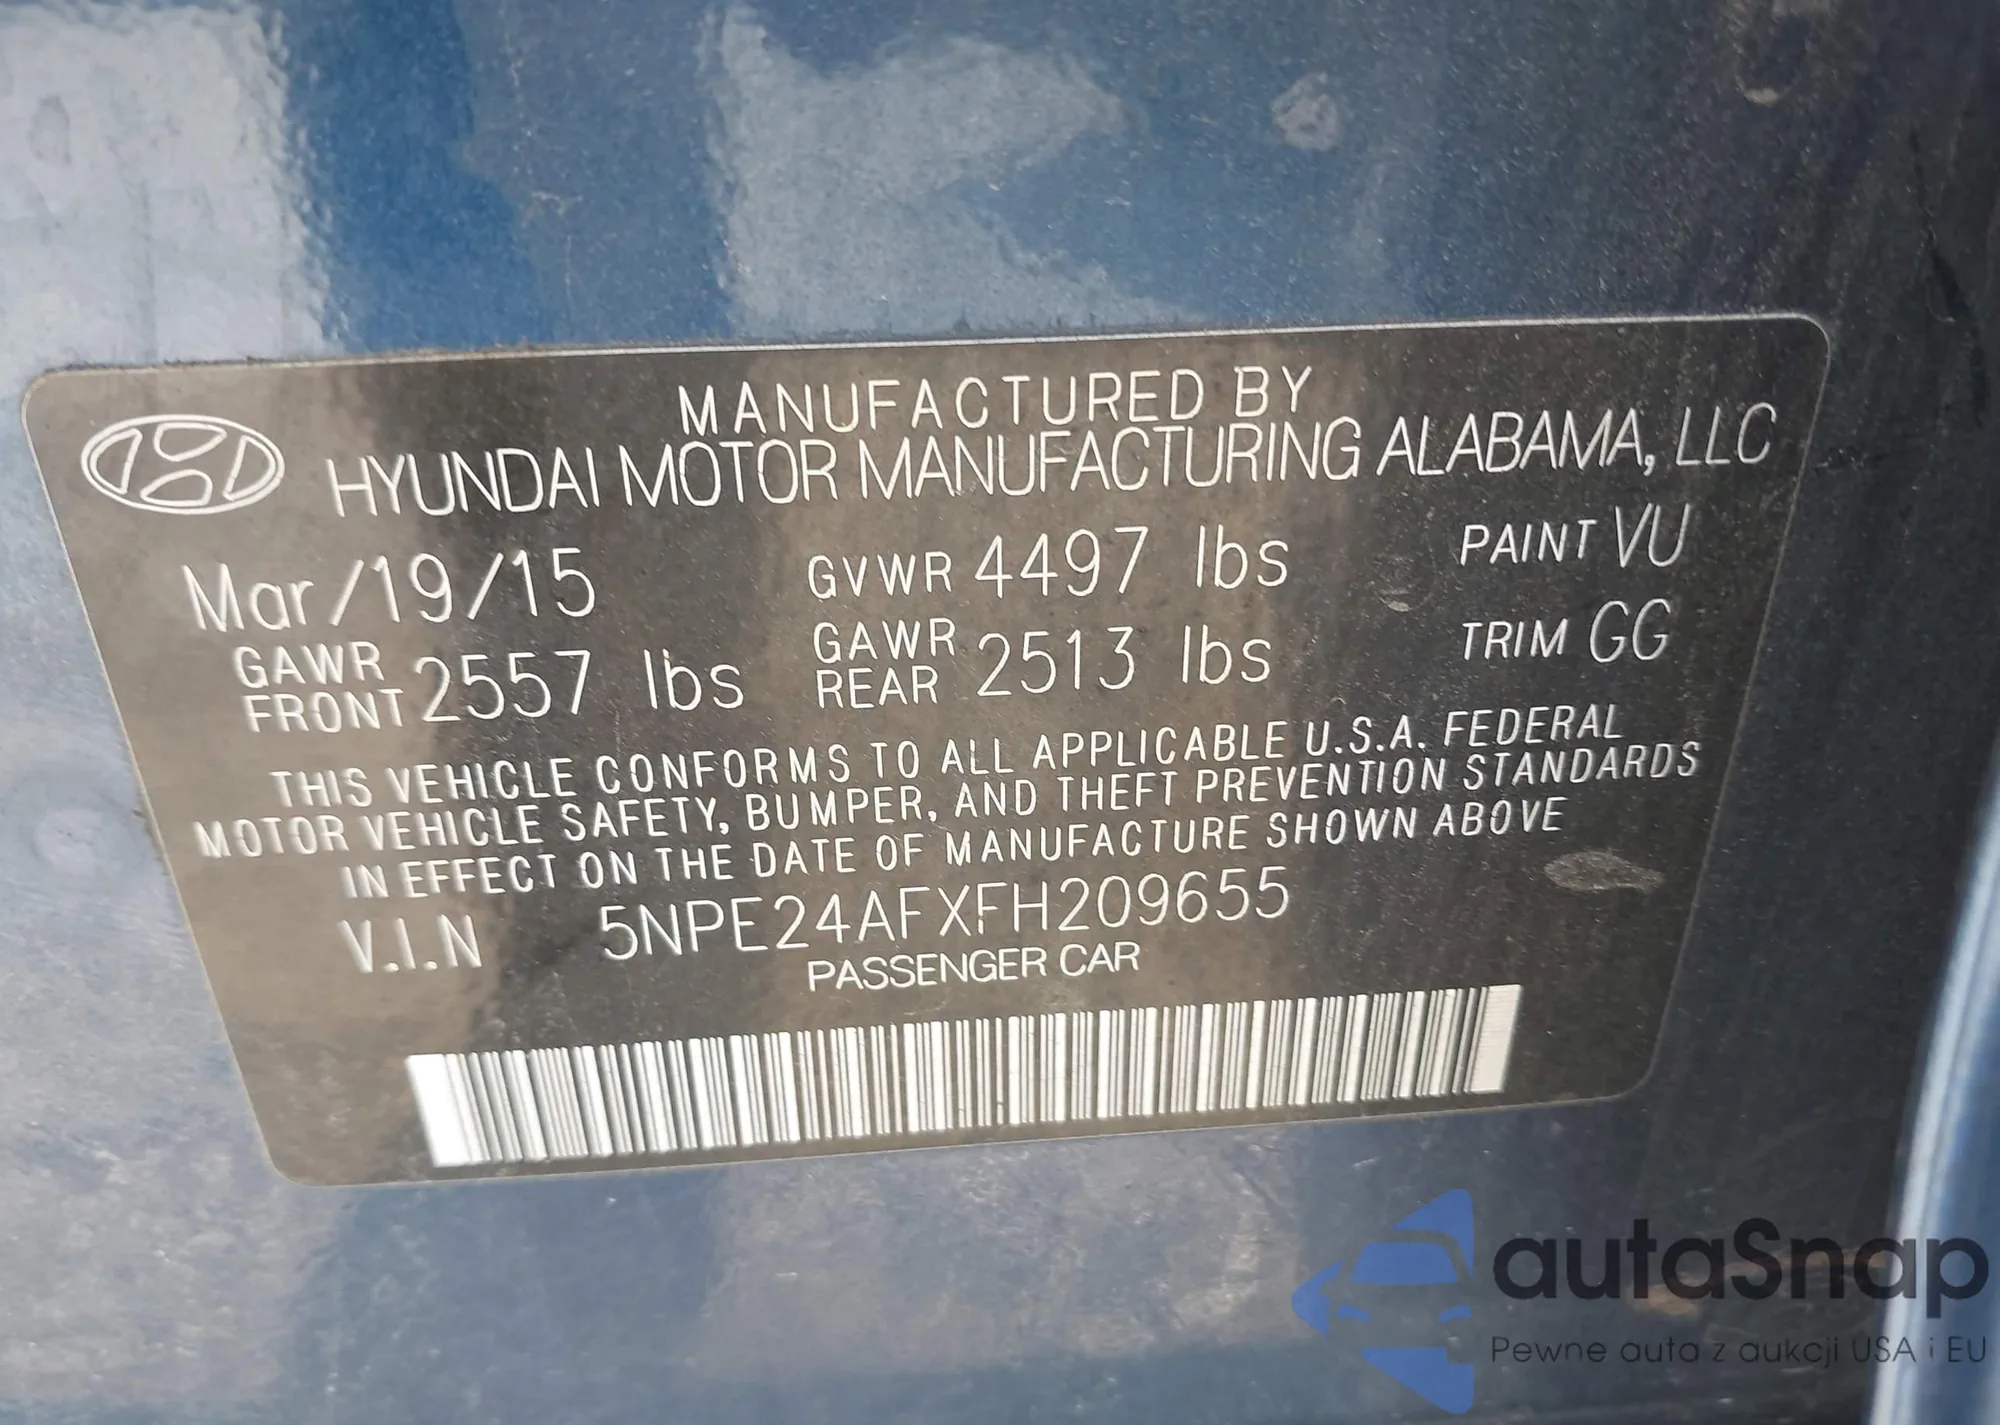 MANUFACTURED BY
HYUNDAI MOTOR MANUFACTURING ALABAMA, LLC
Mar/19/15 GVWR 4497 lbs PAINT VU
GAWR FRONT 2557 lbs GAWR REAR 2513 lbs TRIM GG
THIS VEHICLE CONFORMS TO ALL APPLICABLE U.S.A. FEDERAL
MOTOR VEHICLE SAFETY, BUMPER, AND THEFT PREVENTION STANDARDS
IN EFFECT ON THE DATE OF MANUFACTURE SHOWN ABOVE
V.I.N 5NPE24AFXFH209655
PASSENGER CAR
autaSnap
Pewne auta z aukcji USA i EU